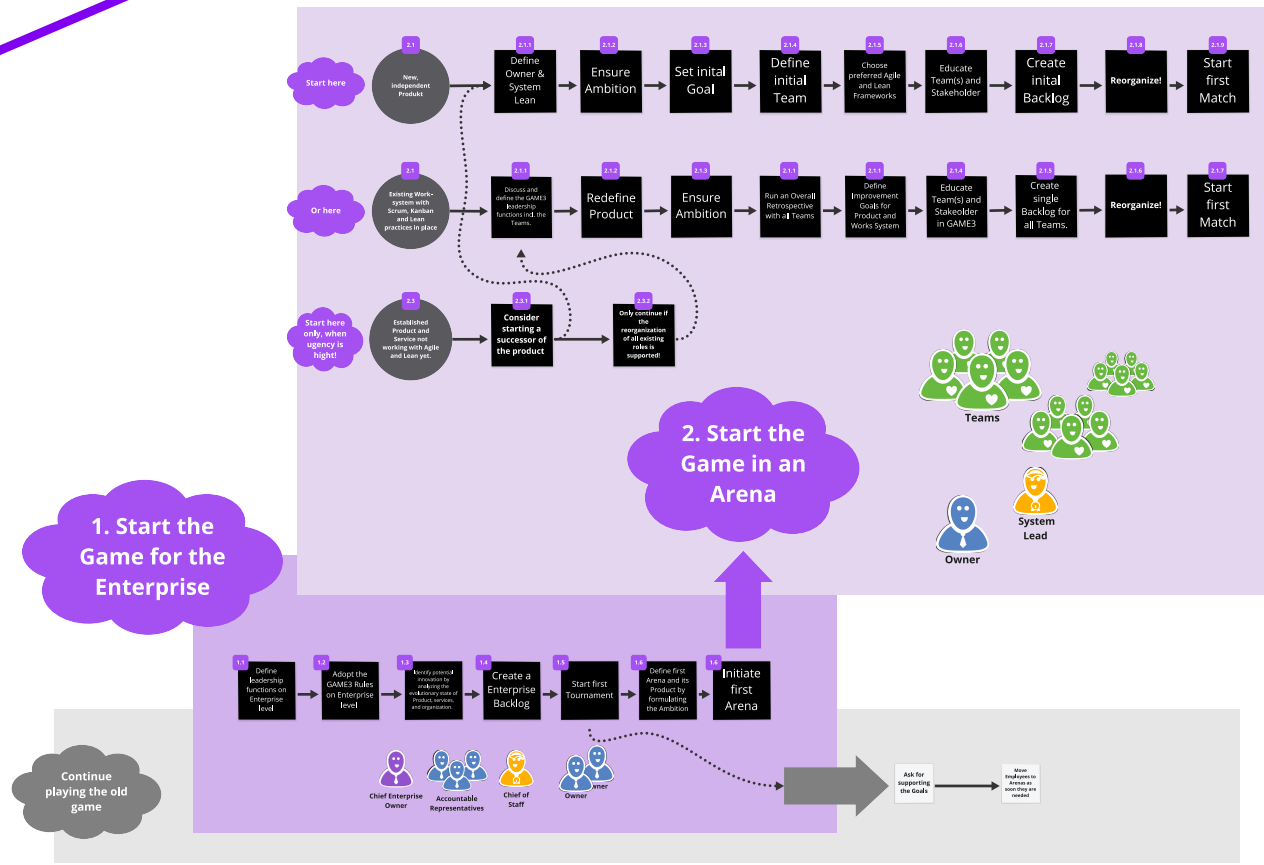 Start here
2.1
New,
independent
Produkt
2.1.1
Define
Owner &
System
Lean
2.1.2
Ensure
Ambition
2.1.3
Set inital
Goal
2.1.4
Define
initial
Team
2.1.5
Choose
preferred Agile
and Lean
Frameworks
2.1.6
Educate
Team(s) and
Stakeholder
2.1.7
Create
inital
Backlog
2.1.8
Reorganize!
2.1.9
Start
first
Match
Or here
2.1
Existing Work-
system with
Scrum, Kanban
and Lean
practices in place
2.1.1
Discuss and
define the GAME3
leadership
functions incl. the
Teams.
2.1.2
Redefine
Product
2.1.3
Ensure
Ambition
2.1.1
Run an Overall
Retrospective
with all Teams
2.1.1
Define
Improvement
Goals for
Product and
Works System
2.1.4
Educate
Team(s) and
Stakeolder
in GAME3
2.1.5
Create
single
Backlog for
all Teams.
2.1.6
Reorganize!
2.1.7
Start
first
Match
Start here
only, when
ugency is
hight!
2.3
Established
Product and
Service not
working with Agile
and Lean yet.
2.3.1
Consider
starting a
successor of
the product
2.3.2
Only continue if
the
reorganization
of all existing
roles is
supported!
Teams
System
Lead
Owner
2. Start the
Game in an
Arena
1. Start the
Game for the
Enterprise
1.1
Define
leadership
functions on
Enterprise
level
1.2
Adopt the
GAME3 Rules
on Enterprise
level
1.3
Identify potential
innovation by
analyzing the
evolutionary state of
Product, services,
and organization.
1.4
Create a
Enterprise
Backlog
1.5
Start first
Tournament
1.6
Define first
Arena and its
Product by
formulating
the Ambition
1.6
Initiate
first
Arena
Chief Enterprise
Owner
Accountable
Representatives
Chief of
Staff
Owner
wner
Continue
playing the old
game
Ask for
supporting
the Goals
Move
Employees to
Arenas as
soon they are
needed